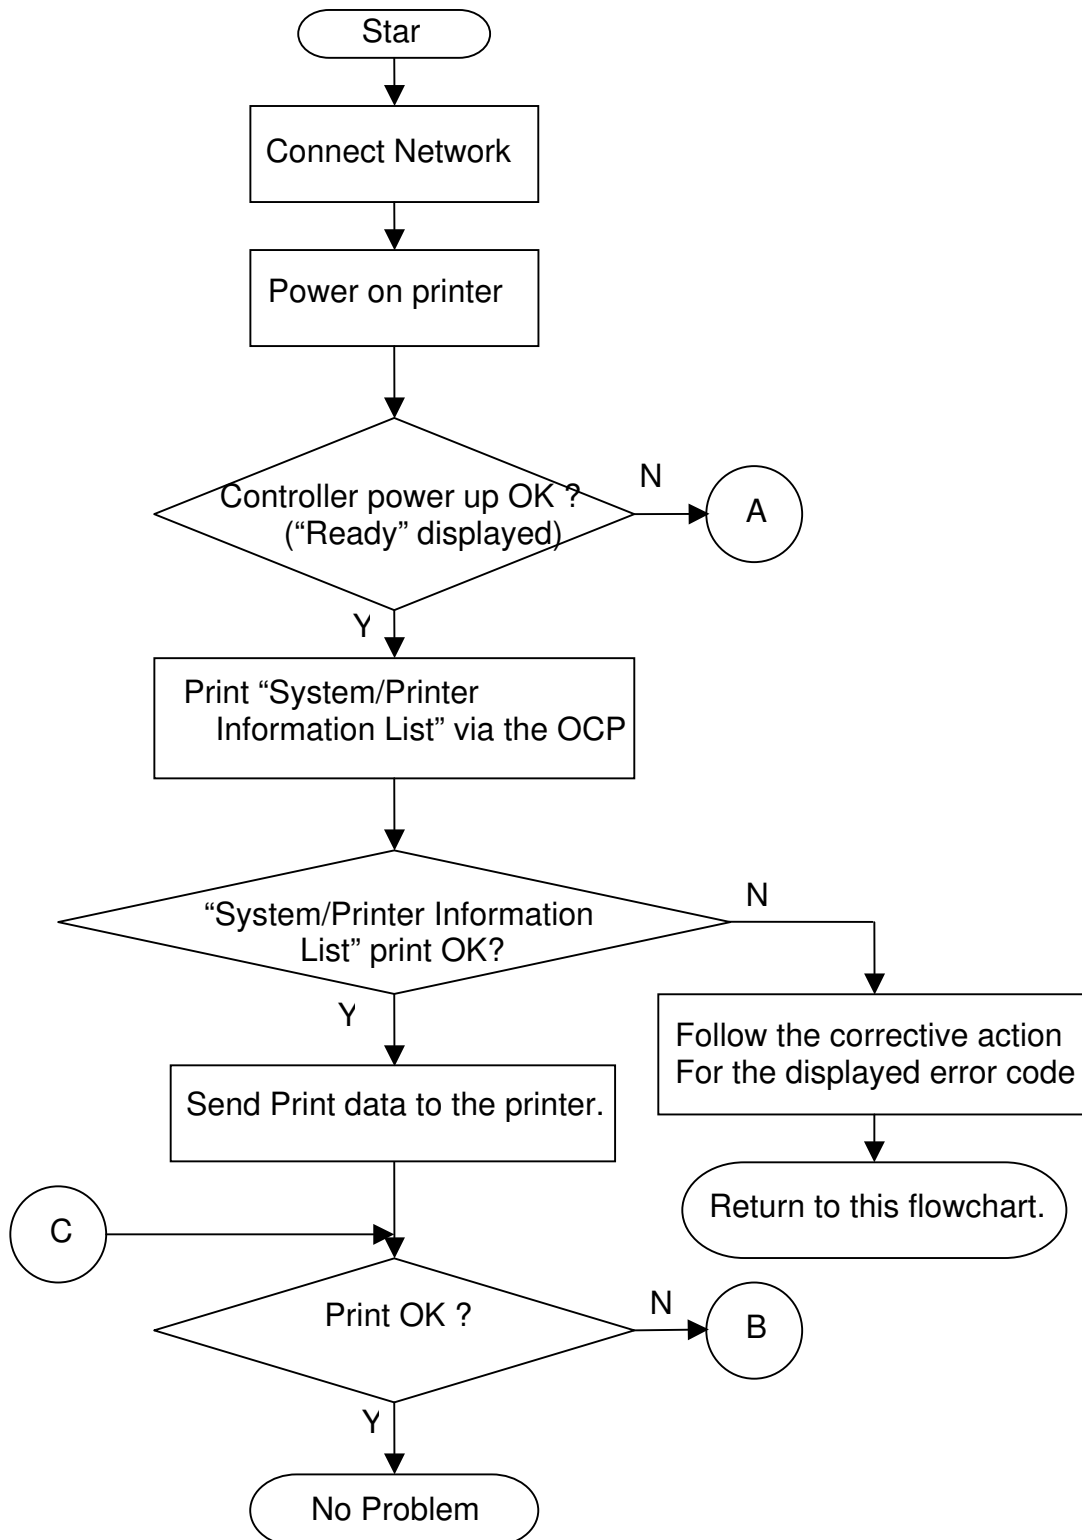 Star
Connect Network
Power on printer
Controller power up OK ?
(“Ready” displayed)
N
A
Y
Print “System/Printer
Information List” via the OCP
“System/Printer Information
List” print OK?
N
Y
Follow the corrective action
For the displayed error code
Send Print data to the printer.
Return to this flowchart.
C
Print OK ?
N
B
Y
No Problem